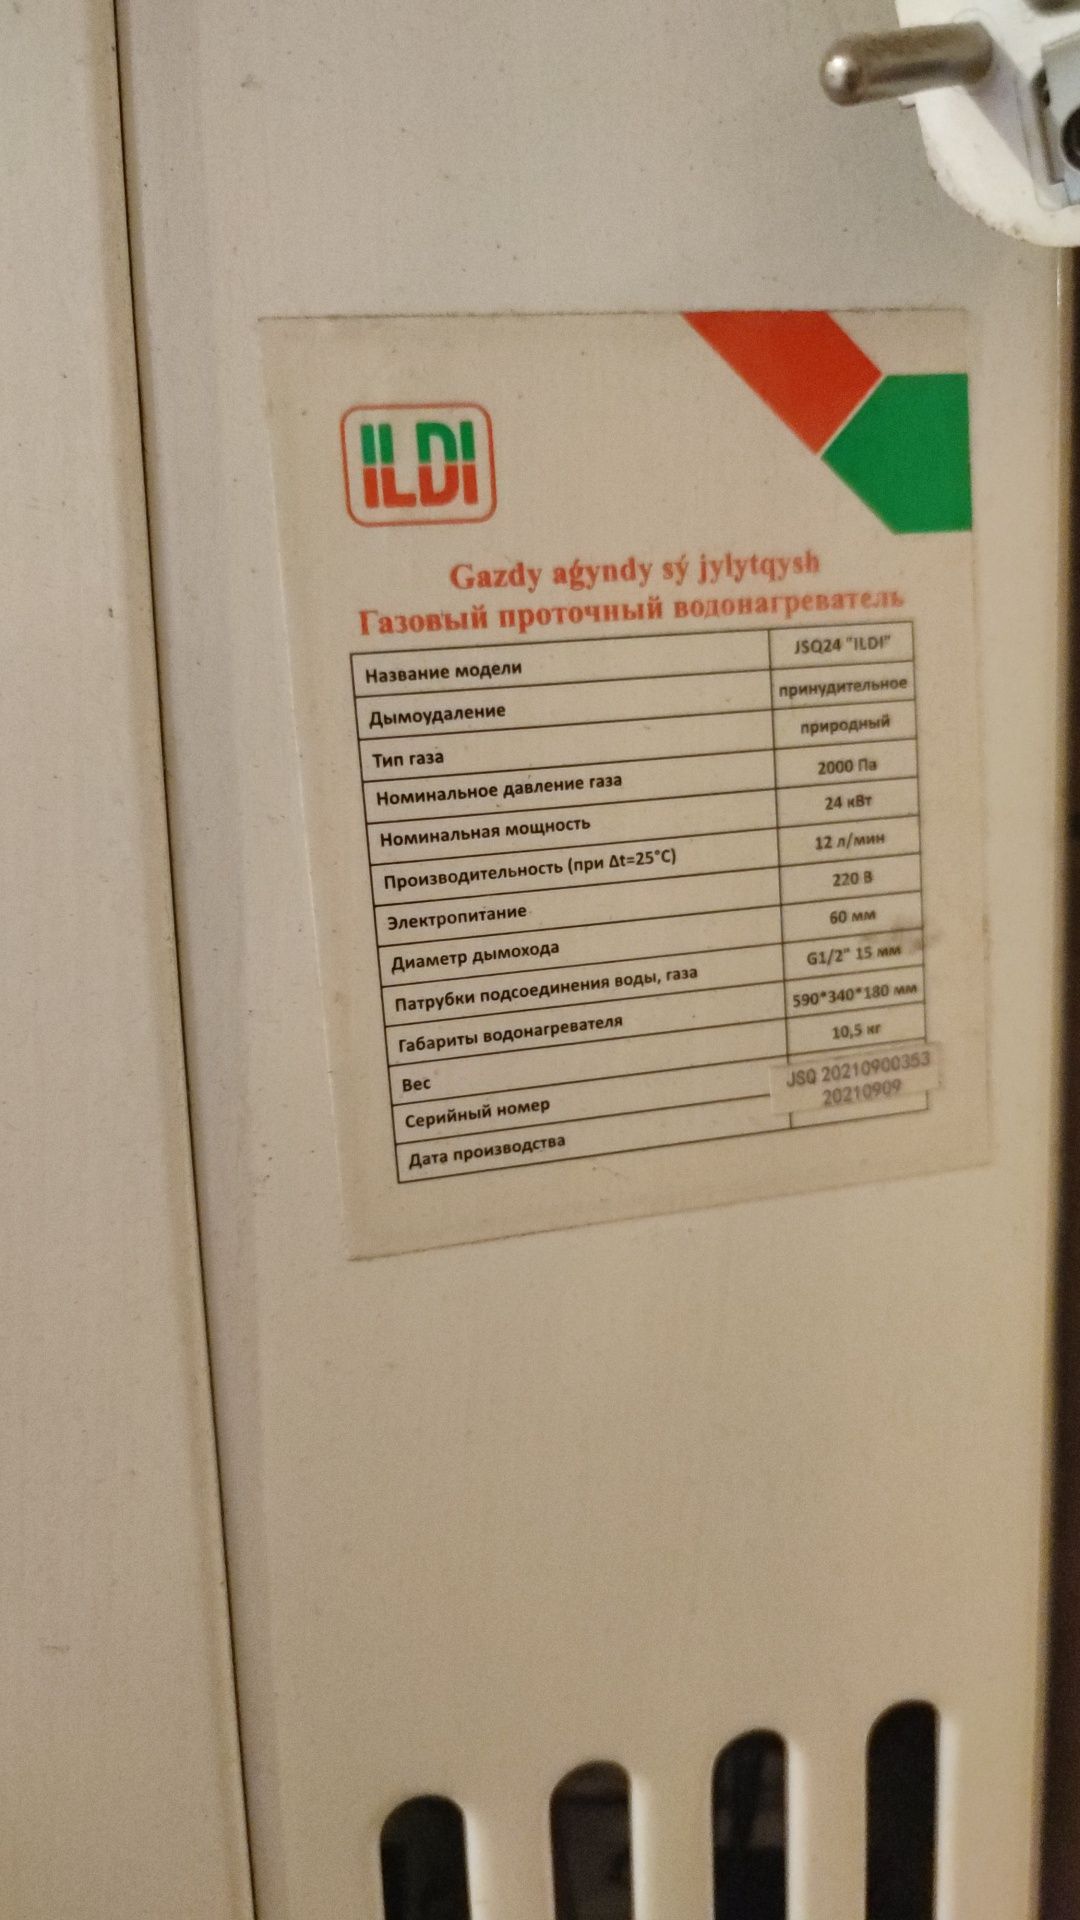 ILDI
Gazdy aǵyndy sý jylytqysh
Газовый проточный водонагреватель
Название модели JSQ24 "ILDI"
Дымоудаление принудительное
Тип газа природный
Номинальное давление газа 2000 Па
Номинальная мощность 24 кВт
Производительность (при Δt=25°C) 12 л/мин
Электропитание 220 В
Диаметр дымохода 60 мм
Патрубки подсоединения воды, газа G1/2" 15 мм
Габариты водонагревателя 590*340*180 мм
Вес 10,5 кг
Серийный номер JSQ 20210900353
Дата производства 20210909